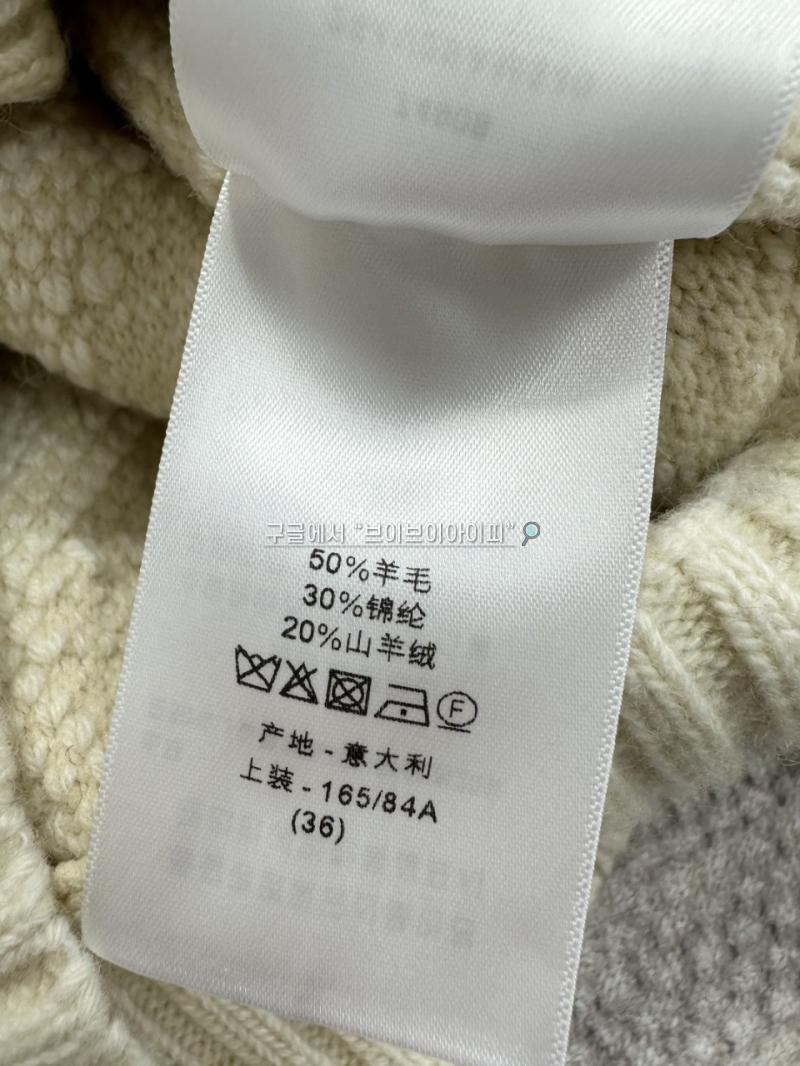 구글에서 "브이브이아이피"
50%羊毛
30%锦纶
20%山羊绒
F
产地-意大利
上装-165/84A
(36)